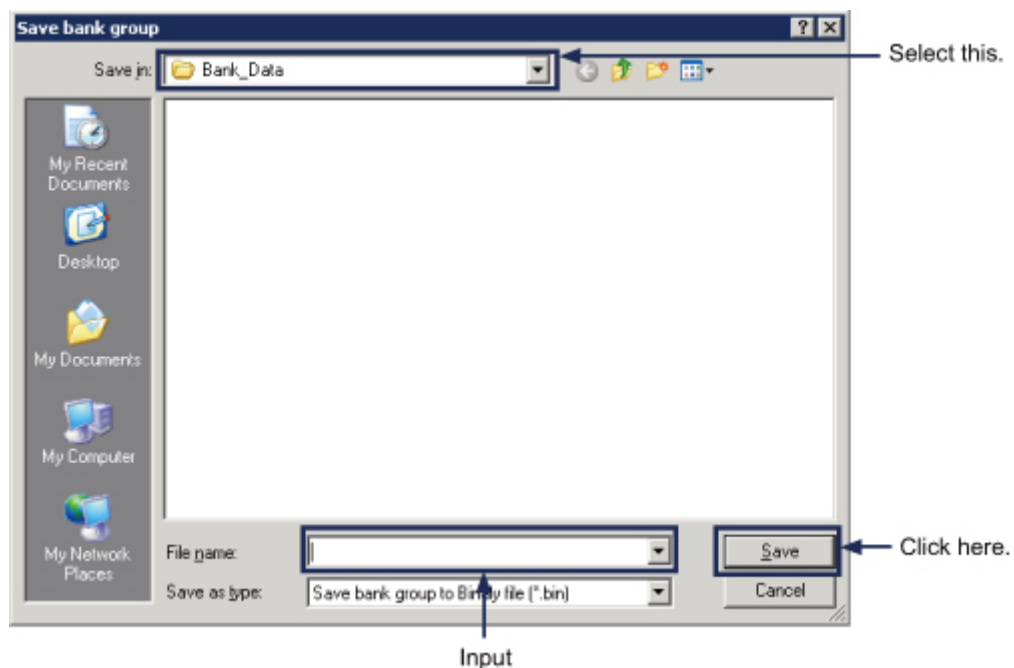 Save bank group
Save in:
Bank_Data
Select this.
My Recent
Documents
Desktop
My Documents
My Computer
My Network
Places
File name:
Save
Click here.
Save as type:
Save bank group to Binary file (*.bin)
Cancel
Input